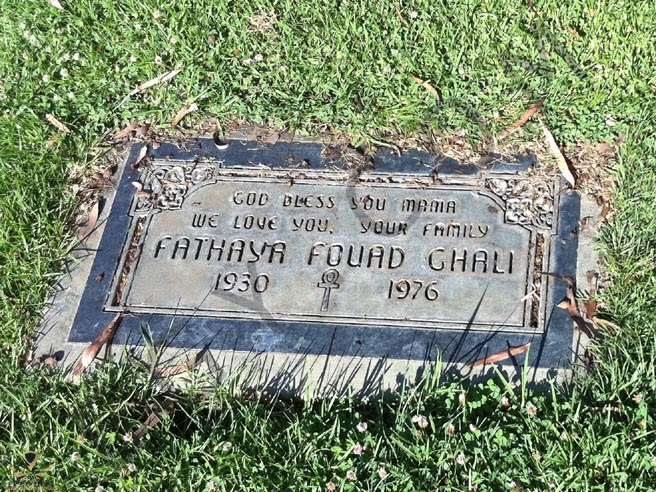 GOD BLESS YOU MAMA
WE LOVE YOU. YOUR FAMILY
FATHAYA FOUAD GHALI
1930 1976